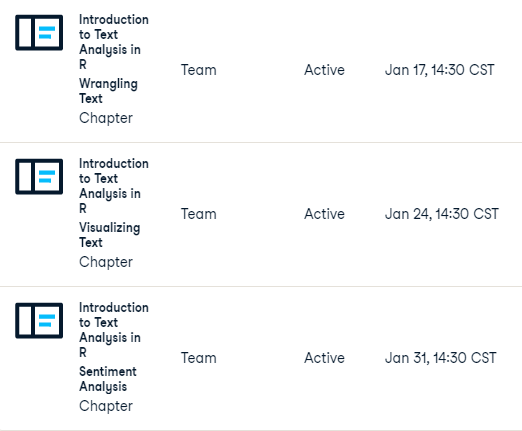 Introduction
to Text
Analysis in
R
Wrangling
Text
Chapter
Team
Active
Jan 17, 14:30 CST
Introduction
to Text
Analysis in
R
Visualizing
Text
Chapter
Team
Active
Jan 24, 14:30 CST
Introduction
to Text
Analysis in
R
Sentiment
Analysis
Chapter
Team
Active
Jan 31, 14:30 CST